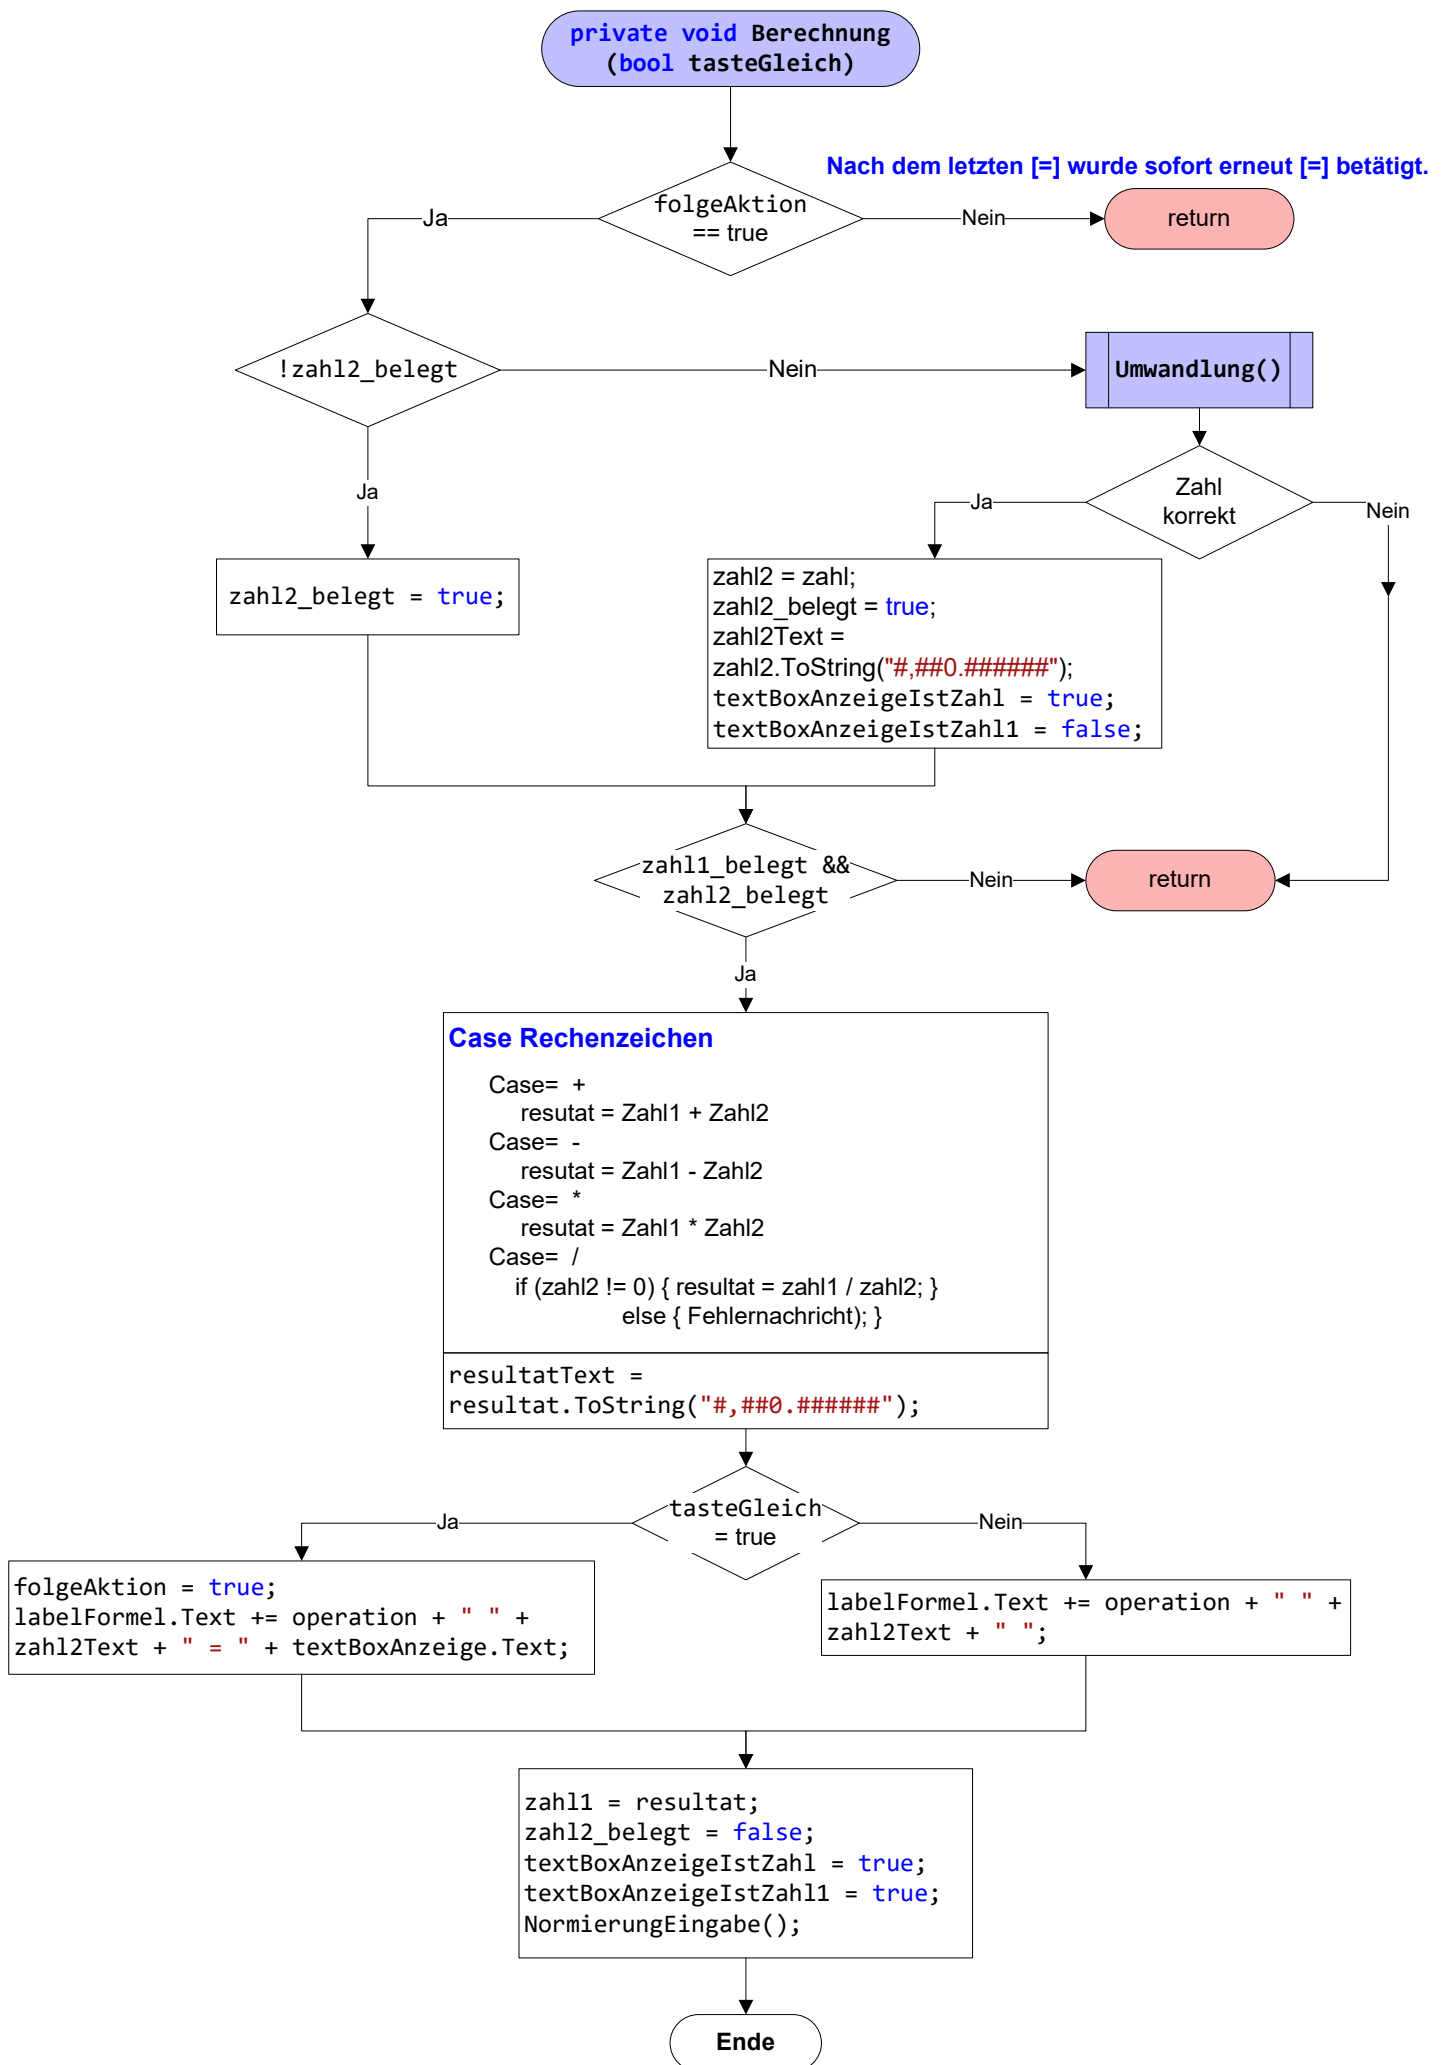 private void Berechnung
(bool tasteGleich)
Nach dem letzten [=] wurde sofort erneut [=] betätigt.
folgeAktion
== true
Ja
Nein
return
!zahl2_belegt
Nein
Umwandlung()
Ja
Zahl
korrekt
Ja
Nein
zahl2_belegt = true;
zahl2 = zahl;
zahl2_belegt = true;
zahl2Text =
zahl2.ToString("#,##0.######");
textBoxAnzeigeIstZahl = true;
textBoxAnzeigeIstZahl1 = false;
zahl1_belegt &&
zahl2_belegt
Nein
return
Ja
Case Rechenzeichen
Case= +
resutat = Zahl1 + Zahl2
Case= -
resutat = Zahl1 - Zahl2
Case= *
resutat = Zahl1 * Zahl2
Case= /
if (zahl2 != 0) { resultat = zahl1 / zahl2; }
else { Fehlernachricht); }
resultatText =
resultat.ToString("#,##0.######");
tasteGleich
= true
Ja
Nein
folgeAktion = true;
labelFormel.Text += operation + " " +
zahl2Text + " = " + textBoxAnzeige.Text;
labelFormel.Text += operation + " " +
zahl2Text + " ";
zahl1 = resultat;
zahl2_belegt = false;
textBoxAnzeigeIstZahl = true;
textBoxAnzeigeIstZahl1 = true;
NormierungEingabe();
Ende